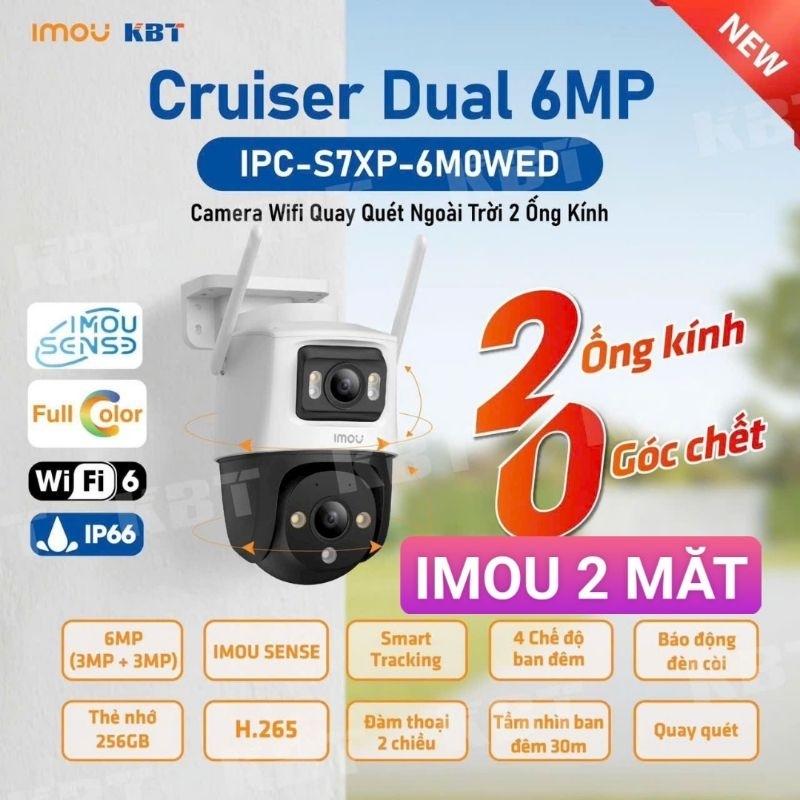 imou KBT
NEW
Cruiser Dual 6MP
IPC-S7XP-6M0WED
Camera Wifi Quay Quét Ngoài Trời 2 Ống Kính
IMOU
SENSE
Full Color
WiFi 6
IP66
imou
2 Ống kính
0 Góc chết
IMOU 2 MẮT
6MP
(3MP + 3MP)
IMOU SENSE
Smart
Tracking
4 Chế độ
ban đêm
Báo động
đèn còi
Thẻ nhớ
256GB
H.265
Đàm thoại
2 chiều
Tầm nhìn ban
đêm 30m
Quay quét